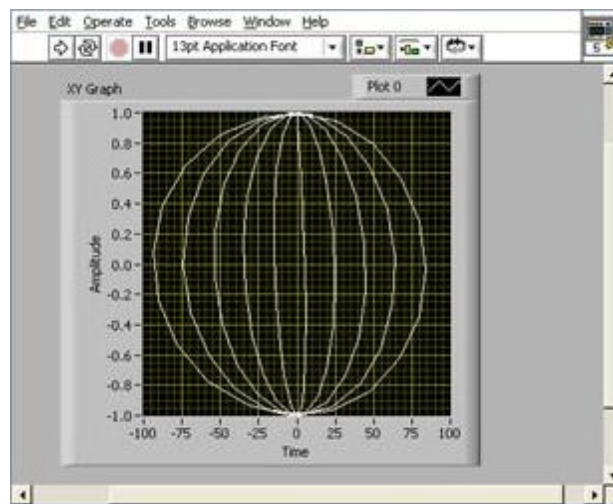 File Edit Operate Tools Browse Window Help
13pt Application Font
5
XY Graph
Plot 0
1.0
0.8
0.6
0.4
0.2
0.0
-0.2
-0.4
-0.6
-0.8
-1.0
Amplitude
-100 -75 -50 -25 0 25 50 75 100
Time